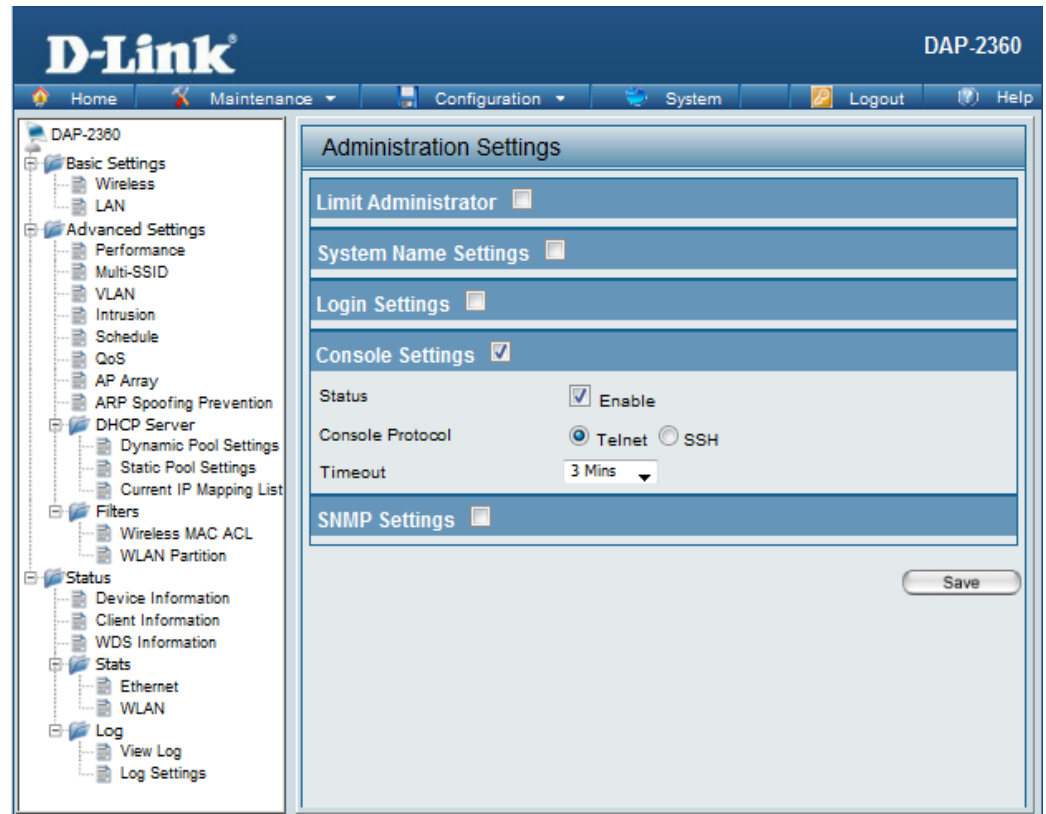 D-Link
DAP-2360
Home Maintenance Configuration System Logout Help
DAP-2360
Basic Settings
Wireless
LAN
Advanced Settings
Performance
Multi-SSID
VLAN
Intrusion
Schedule
QoS
AP Array
ARP Spoofing Prevention
DHCP Server
Dynamic Pool Settings
Static Pool Settings
Current IP Mapping List
Filters
Wireless MAC ACL
WLAN Partition
Status
Device Information
Client Information
WDS Information
Stats
Ethernet
WLAN
Log
View Log
Log Settings
Administration Settings
Limit Administrator
System Name Settings
Login Settings
Console Settings
Status Enable
Console Protocol Telnet SSH
Timeout 3 Mins
SNMP Settings
Save